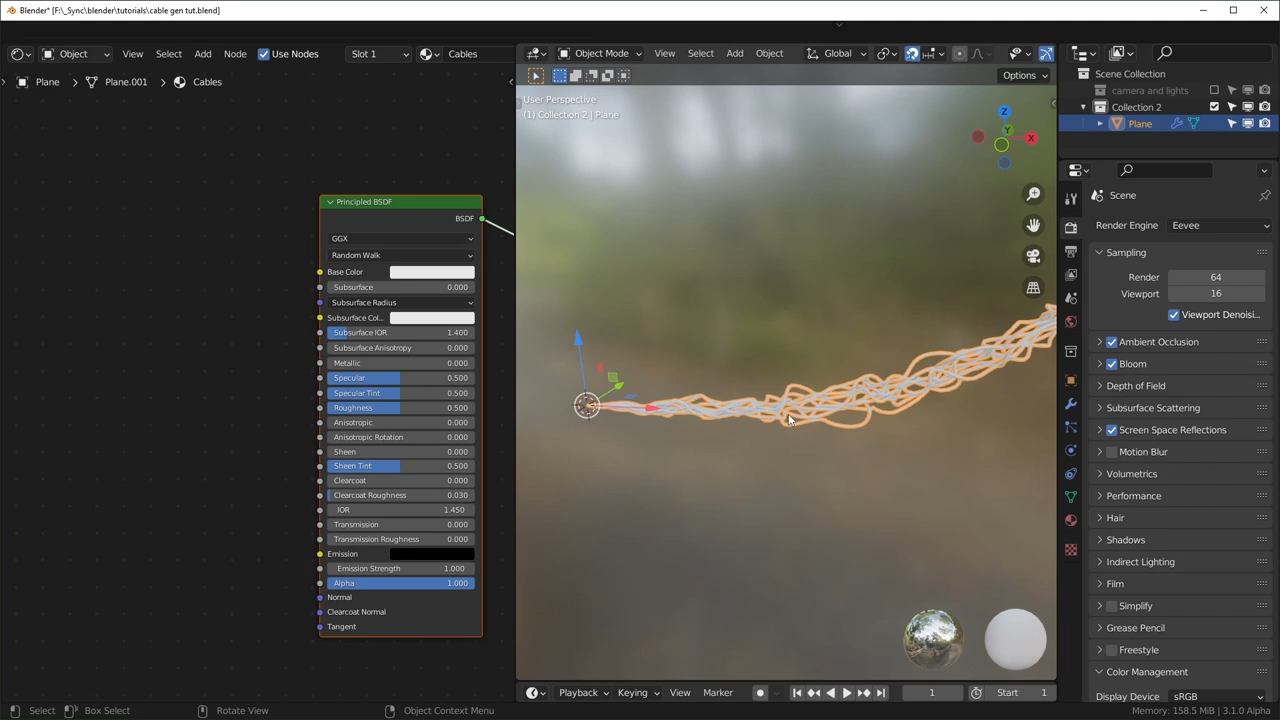 Blender* [F:\_Sync\business\tutorials\cable gen tut.blend]
Object View Select Add Node Use Nodes Slot 1 Cables
Plane > Plane.001 > Cables
Principled BSDF
BSDF
GGX
Random Walk
Base Color
Subsurface 0.000
Subsurface Radius
Subsurface Col...
Subsurface IOR 1.400
Subsurface Anisotropy 0.000
Metallic 0.000
Specular 0.500
Specular Tint 0.500
Roughness 0.500
Anisotropic 0.000
Anisotropic Rotation 0.000
Sheen 0.000
Sheen Tint 0.500
Clearcoat 0.000
Clearcoat Roughness 0.030
IOR 1.450
Transmission 0.000
Transmission Roughness 0.000
Emission
Emission Strength 1.000
Alpha 1.000
Normal
Clearcoat Normal
Tangent
Object Mode View Select Add Object Global
Options
User Perspective
(1) Collection 2 | Plane
Z
Y
X
Playback Keying View Marker 1 Start 1
Scene Collection
camera and lights
Collection 2
Plane
Scene
Render Engine Eevee
Sampling
Render 64
Viewport 16
Viewport Denoisi...
Ambient Occlusion
Bloom
Depth of Field
Subsurface Scattering
Screen Space Reflections
Motion Blur
Volumetrics
Performance
Hair
Shadows
Indirect Lighting
Film
Simplify
Grease Pencil
Freestyle
Color Management
Display Device sRGB
Select Box Select Rotate View Object Context Menu Memory: 158.5 MiB | 3.1.0 Alpha